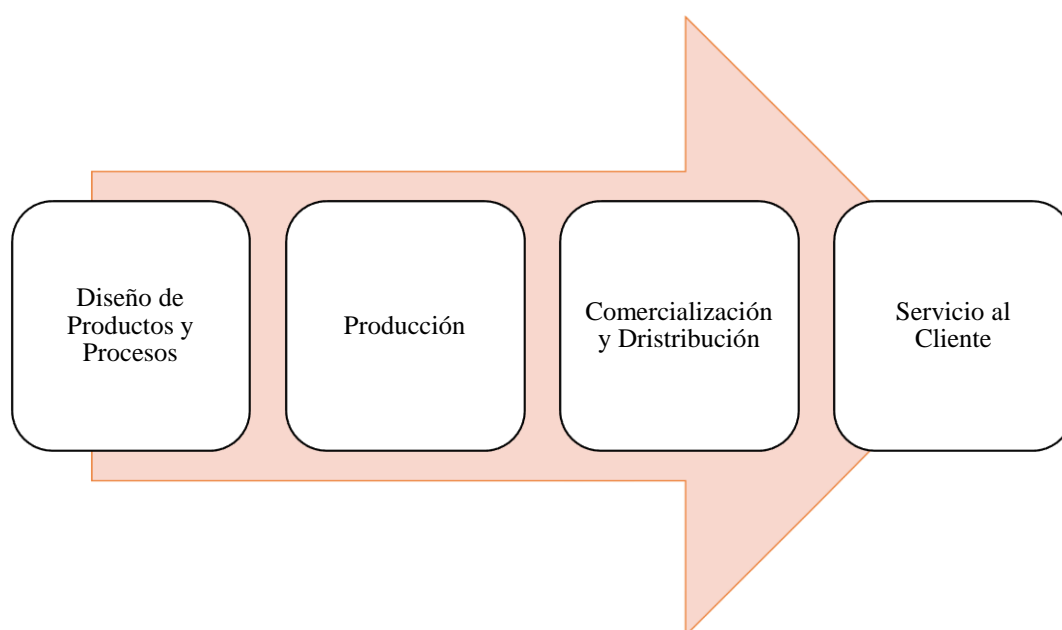 Diseño de
Productos y
Procesos
Producción
Comercialización
y Dristribución
Servicio al
Cliente